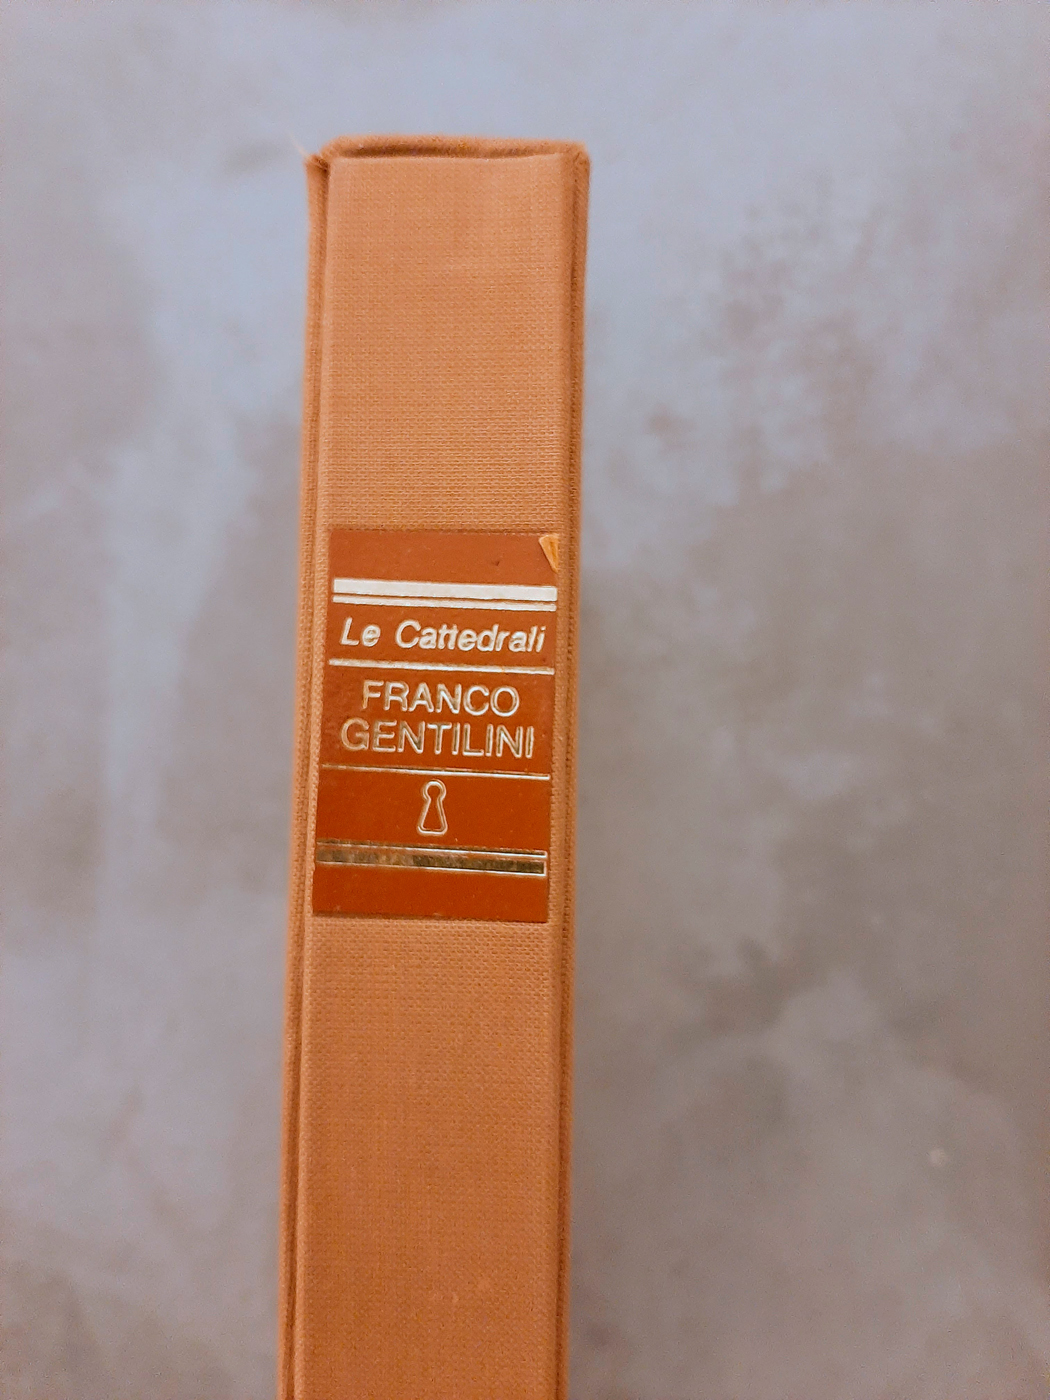 Le Cattedrali
FRANCO
GENTILINI